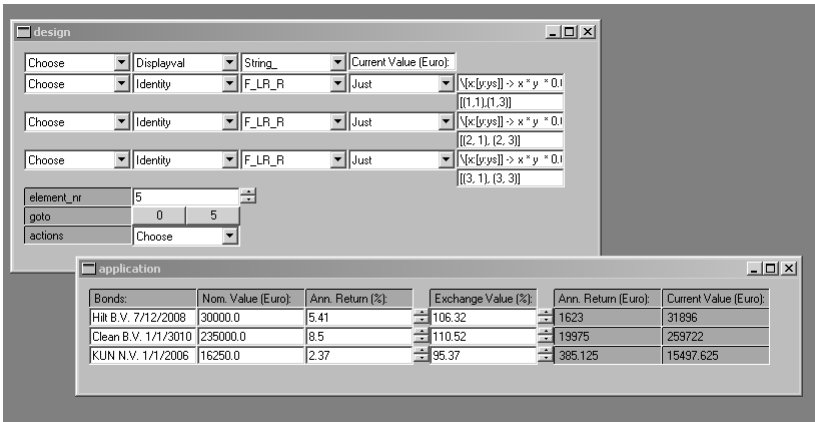 design
Choose Displayval String_ Current Value (Euro):
Choose Identity F_LR_R Just \[x:[y:ys]] -> x * y * 0.
[(1,1),(1,3)]
Choose Identity F_LR_R Just \[x:[y:ys]] -> x * y * 0.
[(2, 1), (2, 3)]
Choose Identity F_LR_R Just \[x:[y:ys]] -> x * y * 0.
[(3, 1), (3, 3)]
element_nr 5
goto 0 5
actions Choose
application
Bonds: Nom. Value (Euro): Ann. Return (%): Exchange Value (%): Ann. Return (Euro): Current Value (Euro):
Hilt B.V. 7/12/2008 30000.0 5.41 106.32 1623 31896
Clean B.V. 1/1/3010 235000.0 8.5 110.52 19975 259722
KUN N.V. 1/1/2006 16250.0 2.37 95.37 385.125 15497.625